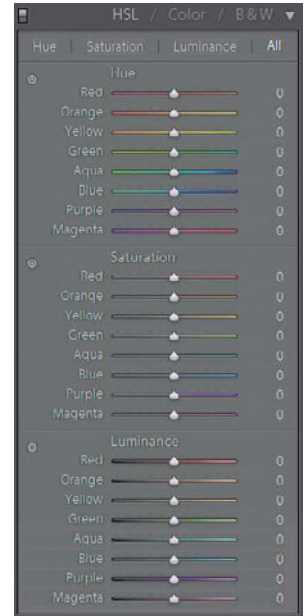 HSL / Color / B & W
Hue | Saturation | Luminance | All
Hue
Red 0
Orange 0
Yellow 0
Green 0
Aqua 0
Blue 0
Purple 0
Magenta 0
Saturation
Red 0
Orange 0
Yellow 0
Green 0
Aqua 0
Blue 0
Purple 0
Magenta 0
Luminance
Red 0
Orange 0
Yellow 0
Green 0
Aqua 0
Blue 0
Purple 0
Magenta 0